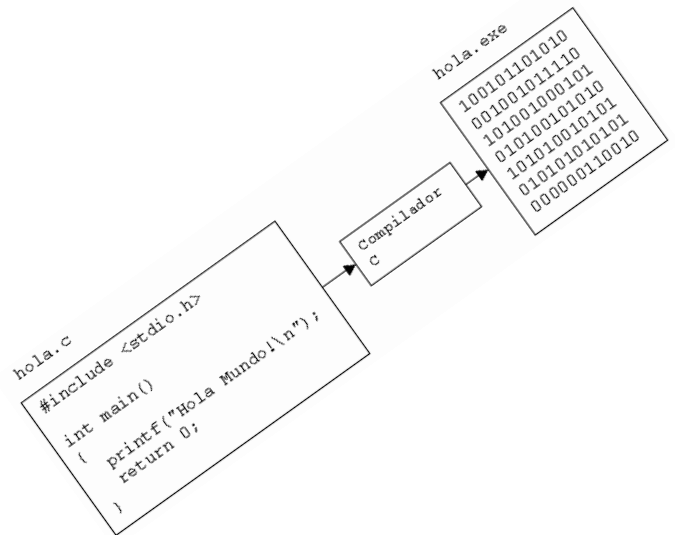 hola.c
#include <stdio.h>
int main()
{ printf("Hola Mundo!\n");
return 0;
}
Compilador
C
hola.exe
100101101010
001001011110
101001000101
010100101010
101010010101
010101010101
000000110010